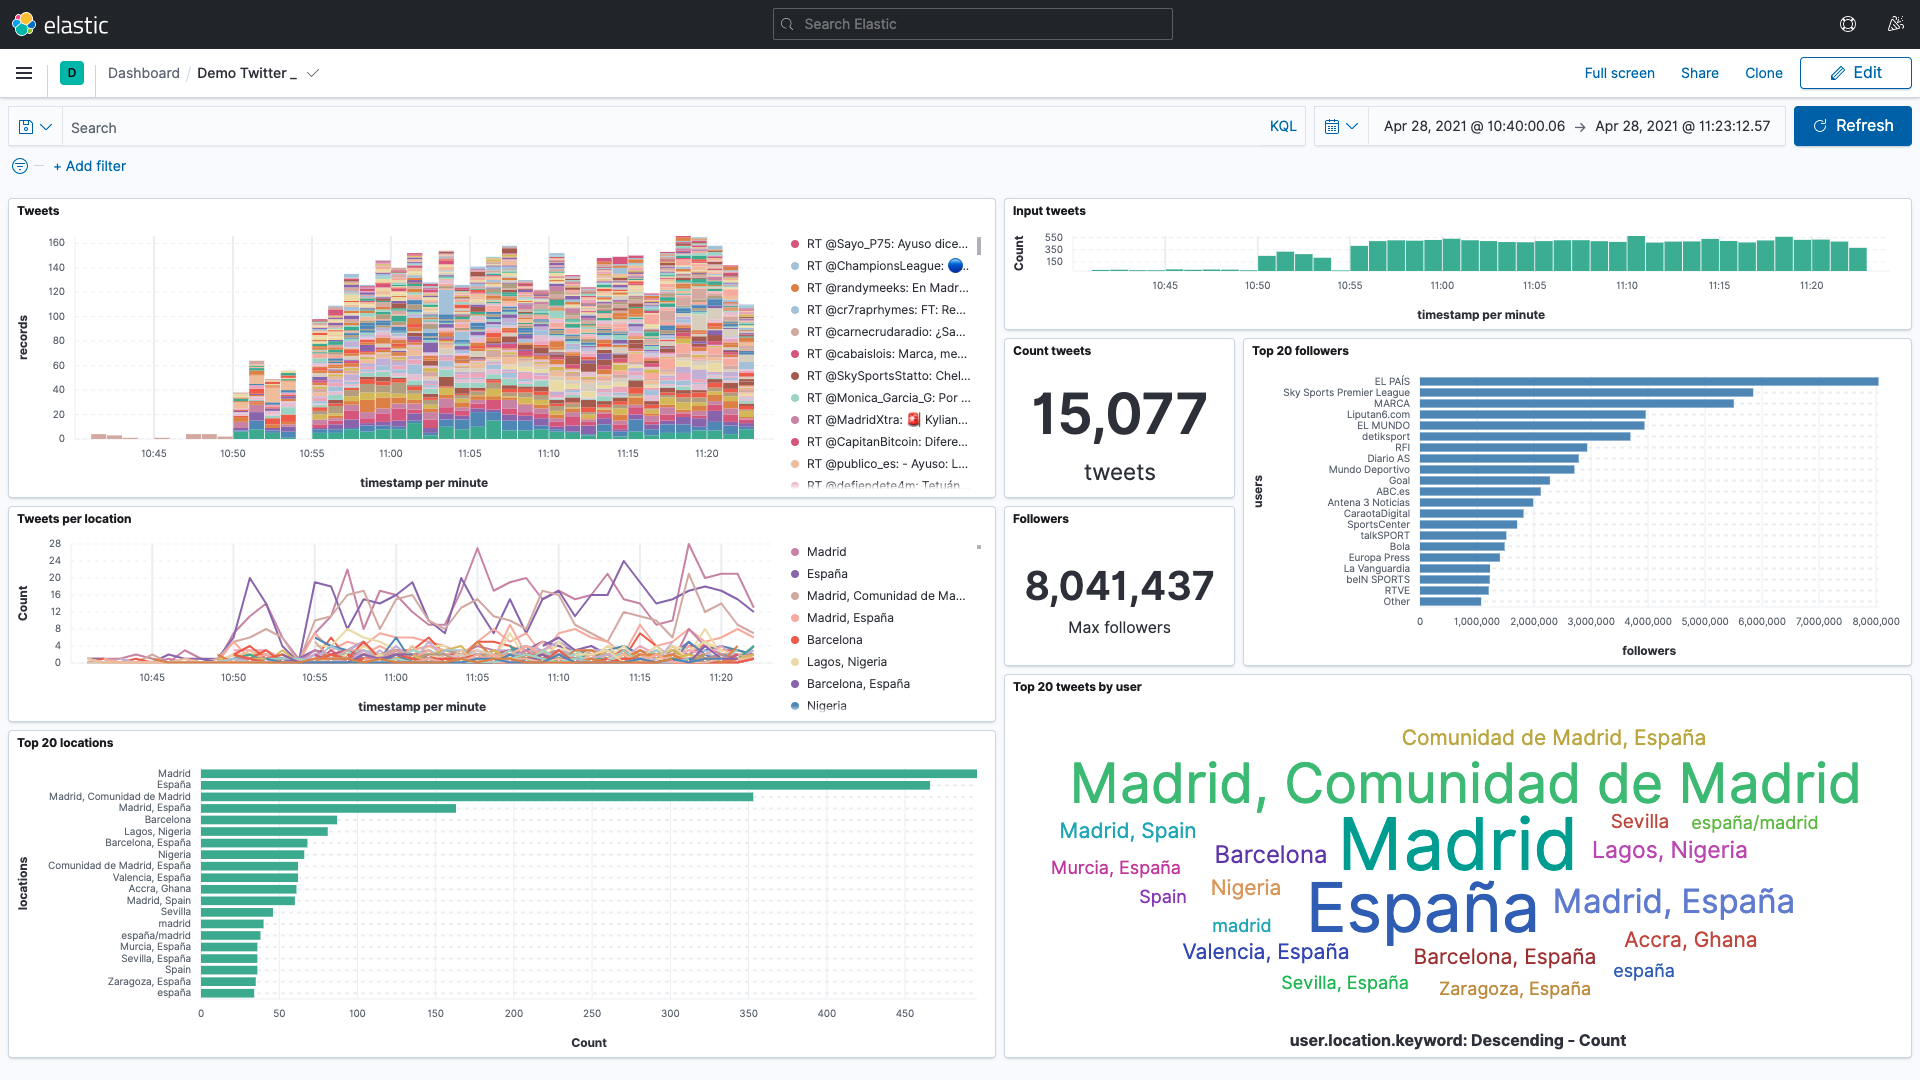 elastic
Search Elastic
D
Dashboard / Demo Twitter _
Full screen
Share
Clone
Edit
Search
KQL
Apr 28, 2021 @ 10:40:00.06 → Apr 28, 2021 @ 11:23:12.57
Refresh
+ Add filter
Tweets
records
160
140
120
100
80
60
40
20
0
10:45 10:50 10:55 11:00 11:05 11:10 11:15 11:20
timestamp per minute
RT @Sayo_P75: Ayuso dice...
RT @ChampionsLeague: 🔵..
RT @randymeeks: En Madr...
RT @cr7raprhymes: FT: Re...
RT @carnecrudaradio: ¿Sa...
RT @cabaislois: Marca, me...
RT @SkySportsStatto: Chel...
RT @Monica_Garcia_G: Por ...
RT @MadridXtra: 🚨 Kylian...
RT @CapitanBitcoin: Difere...
RT @publico_es: - Ayuso: L...
RT @defiendete4m: Tetuán...
Input tweets
Count
550
350
150
10:45 10:50 10:55 11:00 11:05 11:10 11:15 11:20
timestamp per minute
Count tweets
15,077
tweets
Top 20 followers
users
EL PAÍS
Sky Sports Premier League
MARCA
Liputan6.com
EL MUNDO
detiksport
RFI
Diario AS
Mundo Deportivo
Goal
ABC.es
Antena 3 Noticias
CaraotaDigital
SportsCenter
talkSPORT
Bola
Europa Press
La Vanguardia
beIN SPORTS
RTVE
Other
0 1,000,000 2,000,000 3,000,000 4,000,000 5,000,000 6,000,000 7,000,000 8,000,000
followers
Tweets per location
Count
28
24
20
16
12
8
4
0
10:45 10:50 10:55 11:00 11:05 11:10 11:15 11:20
timestamp per minute
Madrid
España
Madrid, Comunidad de Ma...
Madrid, España
Barcelona
Lagos, Nigeria
Barcelona, España
Nigeria
Followers
8,041,437
Max followers
Top 20 locations
locations
Madrid
España
Madrid, Comunidad de Madrid
Madrid, España
Barcelona
Lagos, Nigeria
Barcelona, España
Nigeria
Comunidad de Madrid, España
Valencia, España
Accra, Ghana
Madrid, Spain
Sevilla
madrid
españa/madrid
Murcia, España
Sevilla, España
Spain
Zaragoza, España
españa
0 50 100 150 200 250 300 350 400 450
Count
Top 20 tweets by user
Comunidad de Madrid, España
Madrid, Comunidad de Madrid
Madrid, Spain
Sevilla
españa/madrid
Barcelona
Madrid
Lagos, Nigeria
Murcia, España
Spain
Nigeria
España
Madrid, España
madrid
Valencia, España
Barcelona, España
Accra, Ghana
españa
Sevilla, España
Zaragoza, España
user.location.keyword: Descending - Count